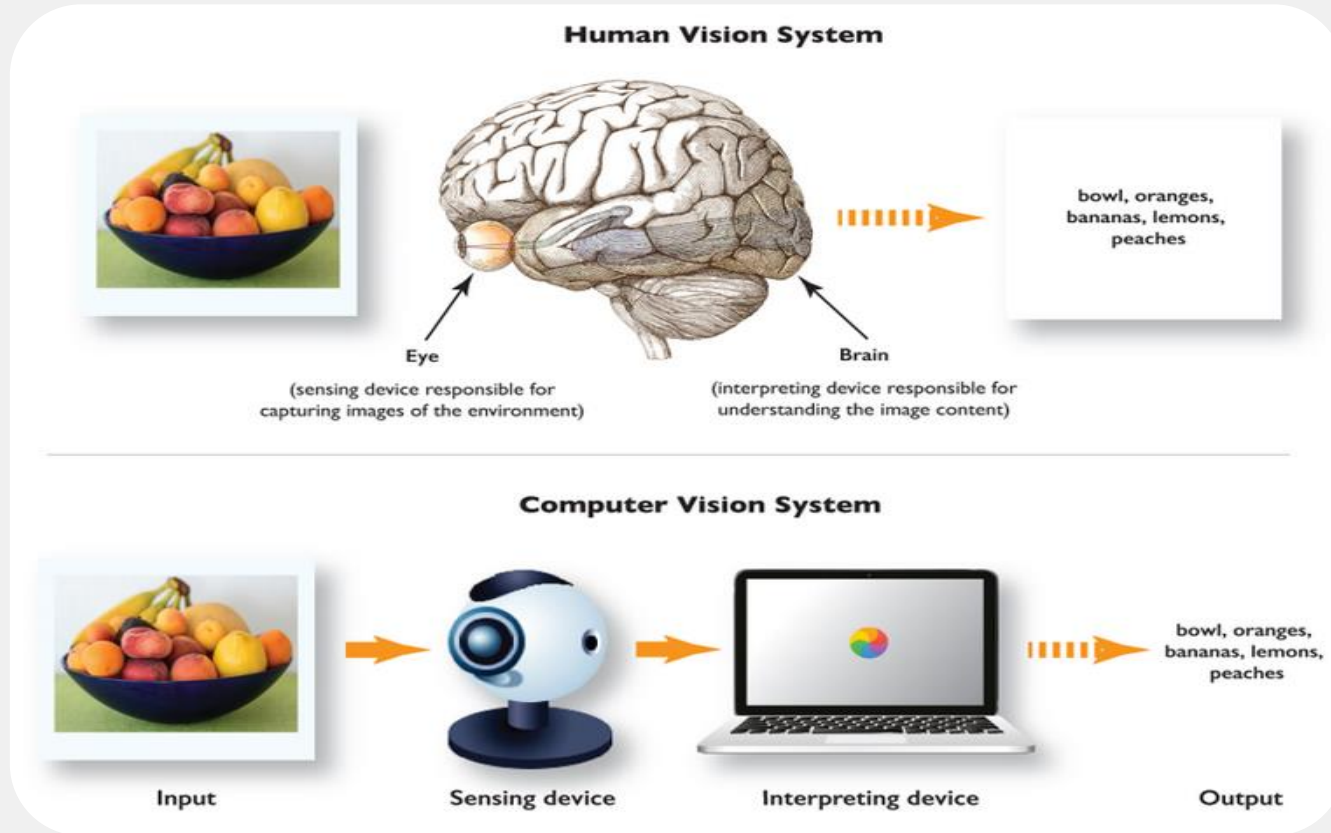 Human Vision System
bowl, oranges,
bananas, lemons,
peaches
Eye
(sensing device responsible for
capturing images of the environment)
Brain
(interpreting device responsible for
understanding the image content)
Computer Vision System
bowl, oranges,
bananas, lemons,
peaches
Input
Sensing device
Interpreting device
Output